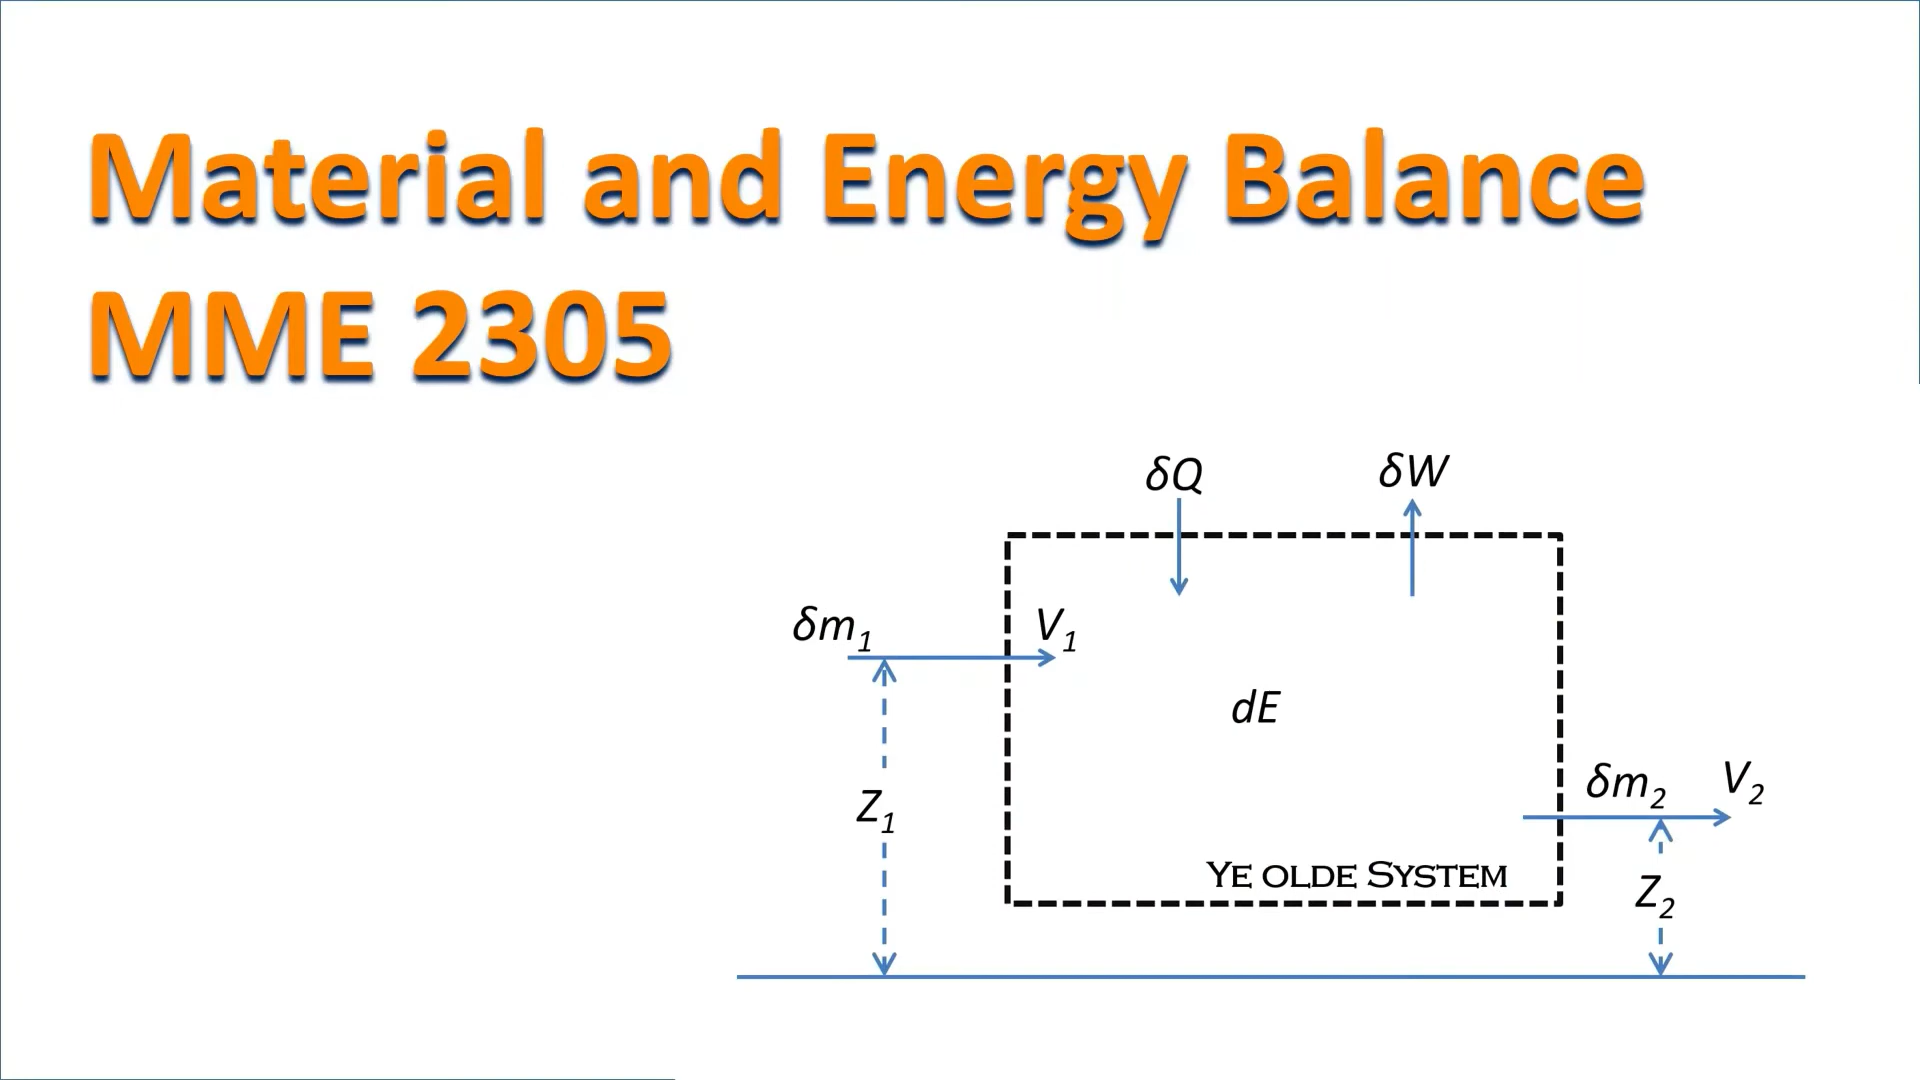 Material and Energy Balance
MME 2305
δQ
δW
δm1
V1
dE
δm2
V2
Z1
YE OLDE SYSTEM
Z2